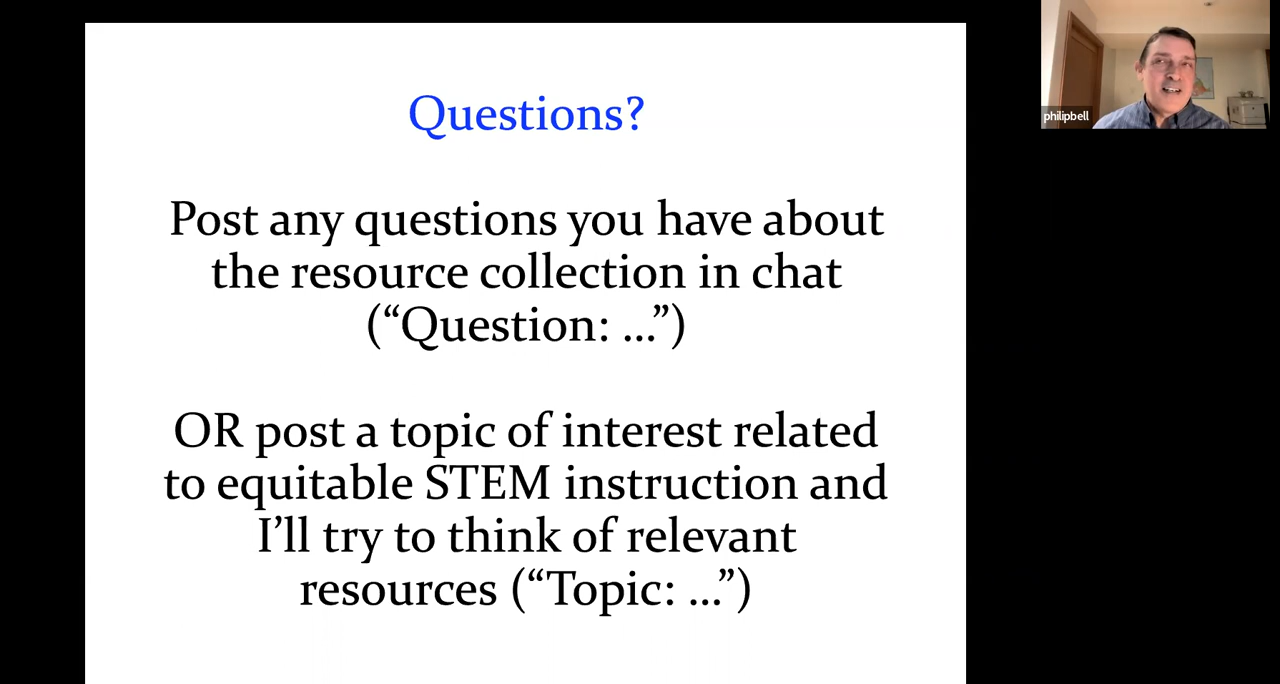 Questions?
Post any questions you have about
the resource collection in chat
(“Question: ...”)
OR post a topic of interest related
to equitable STEM instruction and
I’ll try to think of relevant
resources (“Topic: ...”)
philipbell